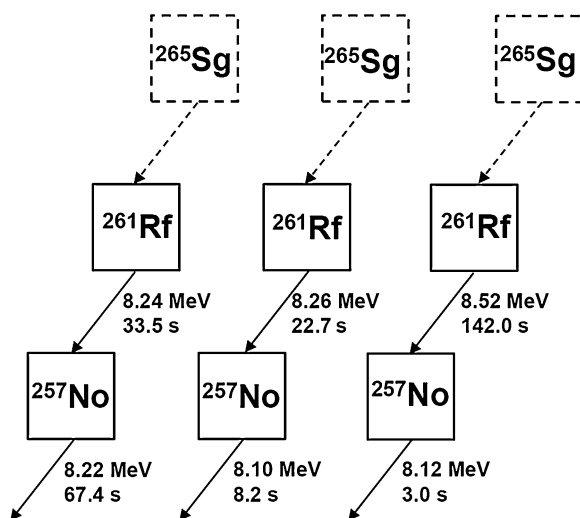 265Sg 265Sg 265Sg
261Rf 261Rf 261Rf
8.24 MeV 8.26 MeV 8.52 MeV
33.5 s 22.7 s 142.0 s
257No 257No 257No
8.22 MeV 8.10 MeV 8.12 MeV
67.4 s 8.2 s 3.0 s